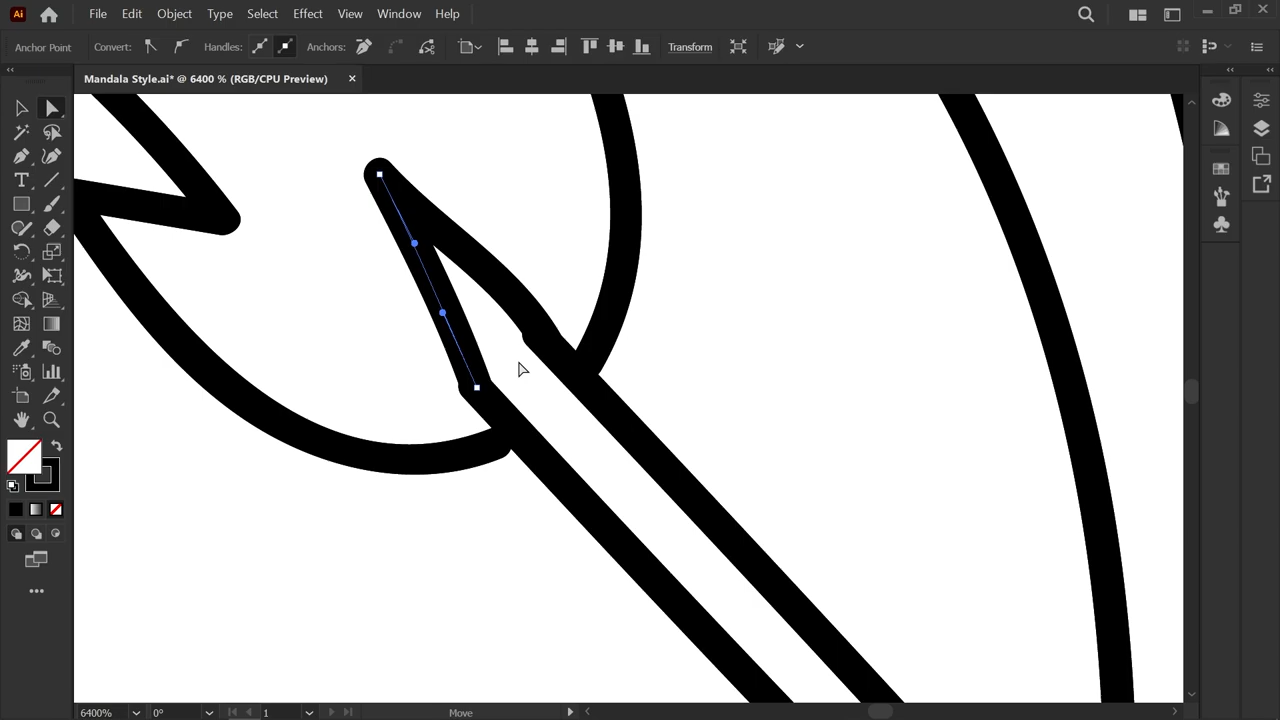 Ai File Edit Object Type Select Effect View Window Help
Anchor Point Convert: Handles: Anchors: Transform
Mandala Style.ai* @ 6400 % (RGB/CPU Preview)
6400% 0° 1 Move